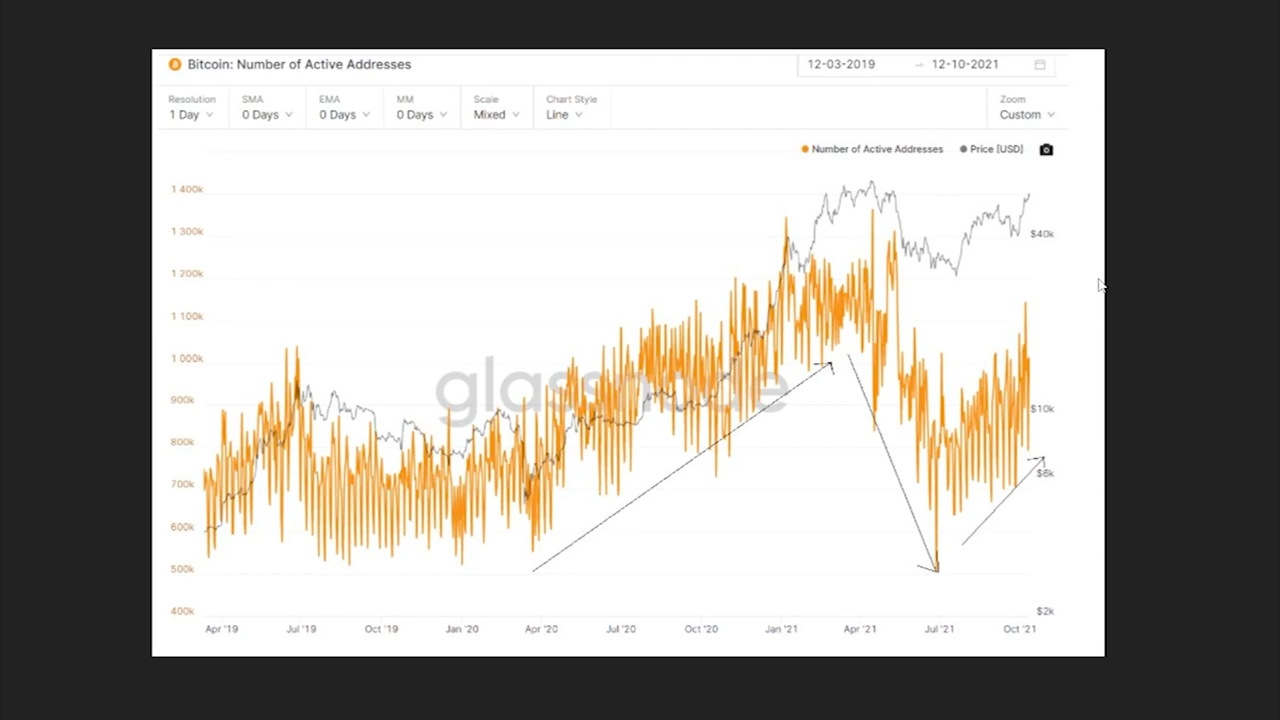 Bitcoin: Number of Active Addresses
12-03-2019 → 12-10-2021
Resolution SMA EMA MM Scale Chart Style Zoom
1 Day 0 Days 0 Days 0 Days Mixed Line Custom
Number of Active Addresses Price [USD]
1 400k
1 300k
$40k
1 200k
1 100k
1 000k
glassnode
900k
$10k
800k
700k
$6k
600k
500k
400k
$2k
Apr '19 Jul '19 Oct '19 Jan '20 Apr '20 Jul '20 Oct '20 Jan '21 Apr '21 Jul '21 Oct '21